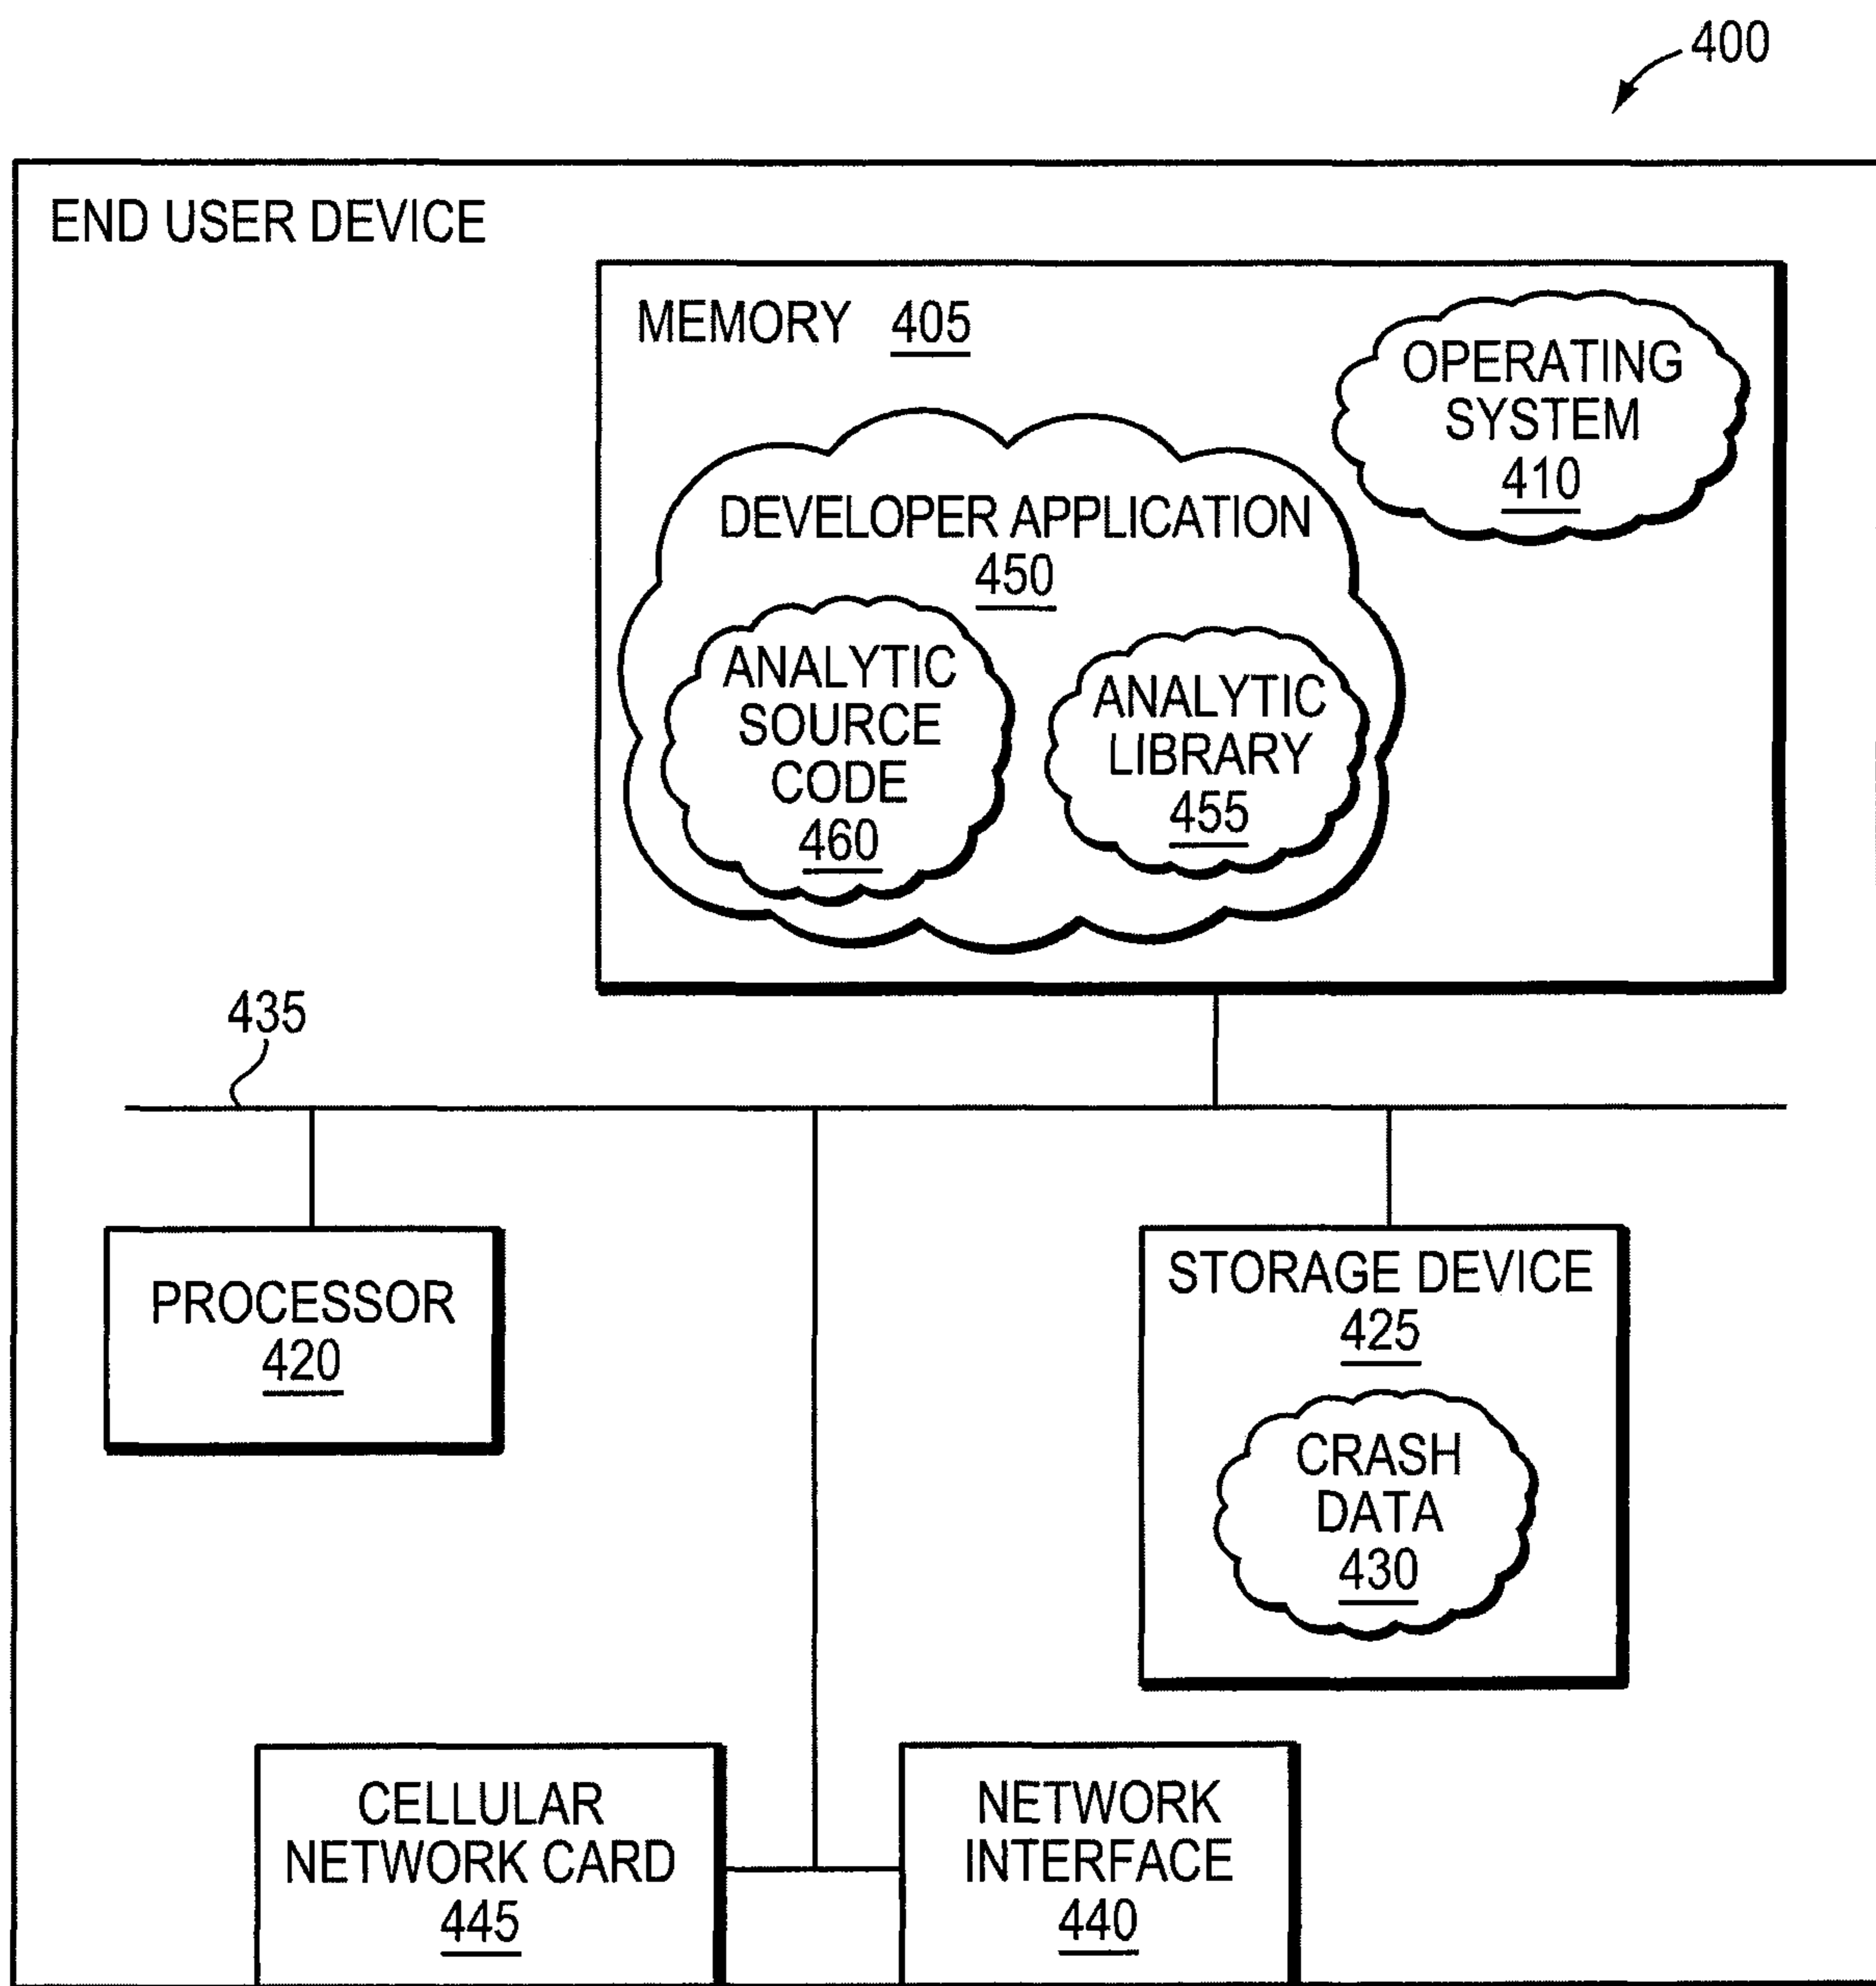 400
END USER DEVICE
MEMORY 405
OPERATING
SYSTEM
410
DEVELOPER APPLICATION
450
ANALYTIC
SOURCE
CODE
460
ANALYTIC
LIBRARY
455
435
PROCESSOR
420
STORAGE DEVICE
425
CRASH
DATA
430
CELLULAR
NETWORK CARD
445
NETWORK
INTERFACE
440